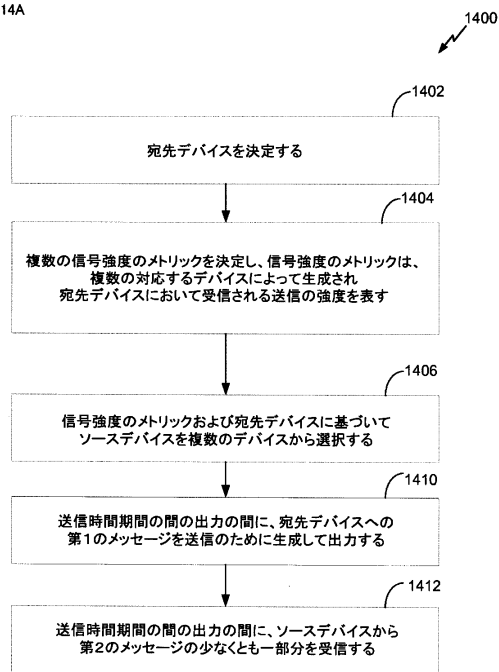 14A
1400
1402
宛先デバイスを決定する
1404
複数の信号強度のメトリックを決定し、信号強度のメトリックは、
複数の対応するデバイスによって生成され
宛先デバイスにおいて受信される送信の強度を表す
1406
信号強度のメトリックおよび宛先デバイスに基づいて
ソースデバイスを複数のデバイスから選択する
1410
送信時間期間の間の出力の間に、宛先デバイスへの
第1のメッセージを送信のために生成して出力する
1412
送信時間期間の間の出力の間に、ソースデバイスから
第2のメッセージの少なくとも一部分を受信する